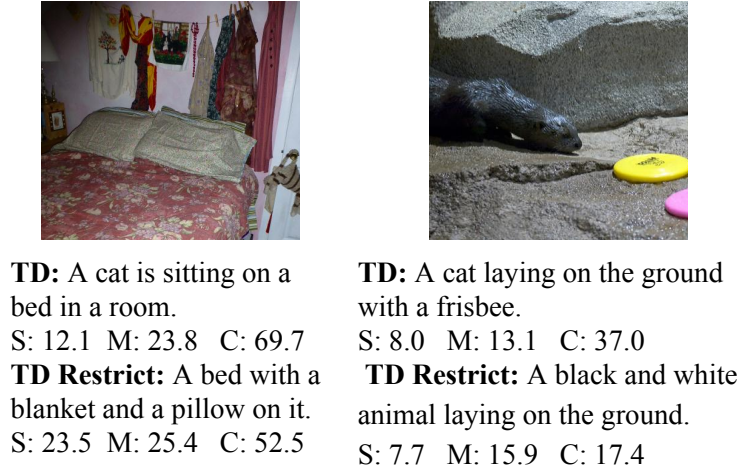 TD: A cat is sitting on a
bed in a room.
S: 12.1 M: 23.8 C: 69.7
TD Restrict: A bed with a
blanket and a pillow on it.
S: 23.5 M: 25.4 C: 52.5
TD: A cat laying on the ground
with a frisbee.
S: 8.0 M: 13.1 C: 37.0
TD Restrict: A black and white
animal laying on the ground.
S: 7.7 M: 15.9 C: 17.4